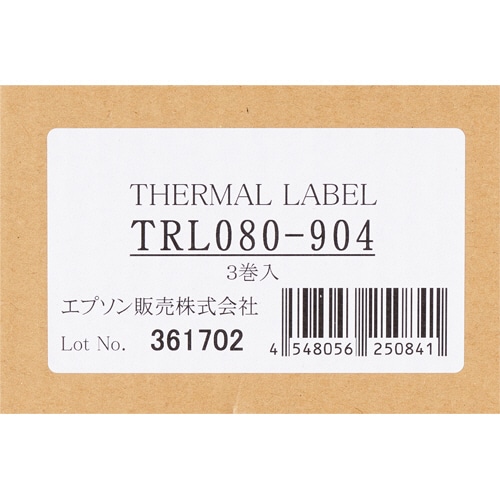 THERMAL LABEL
TRL080-904
3巻入
エプソン販売株式会社
Lot No. 361702
4 548056 250841